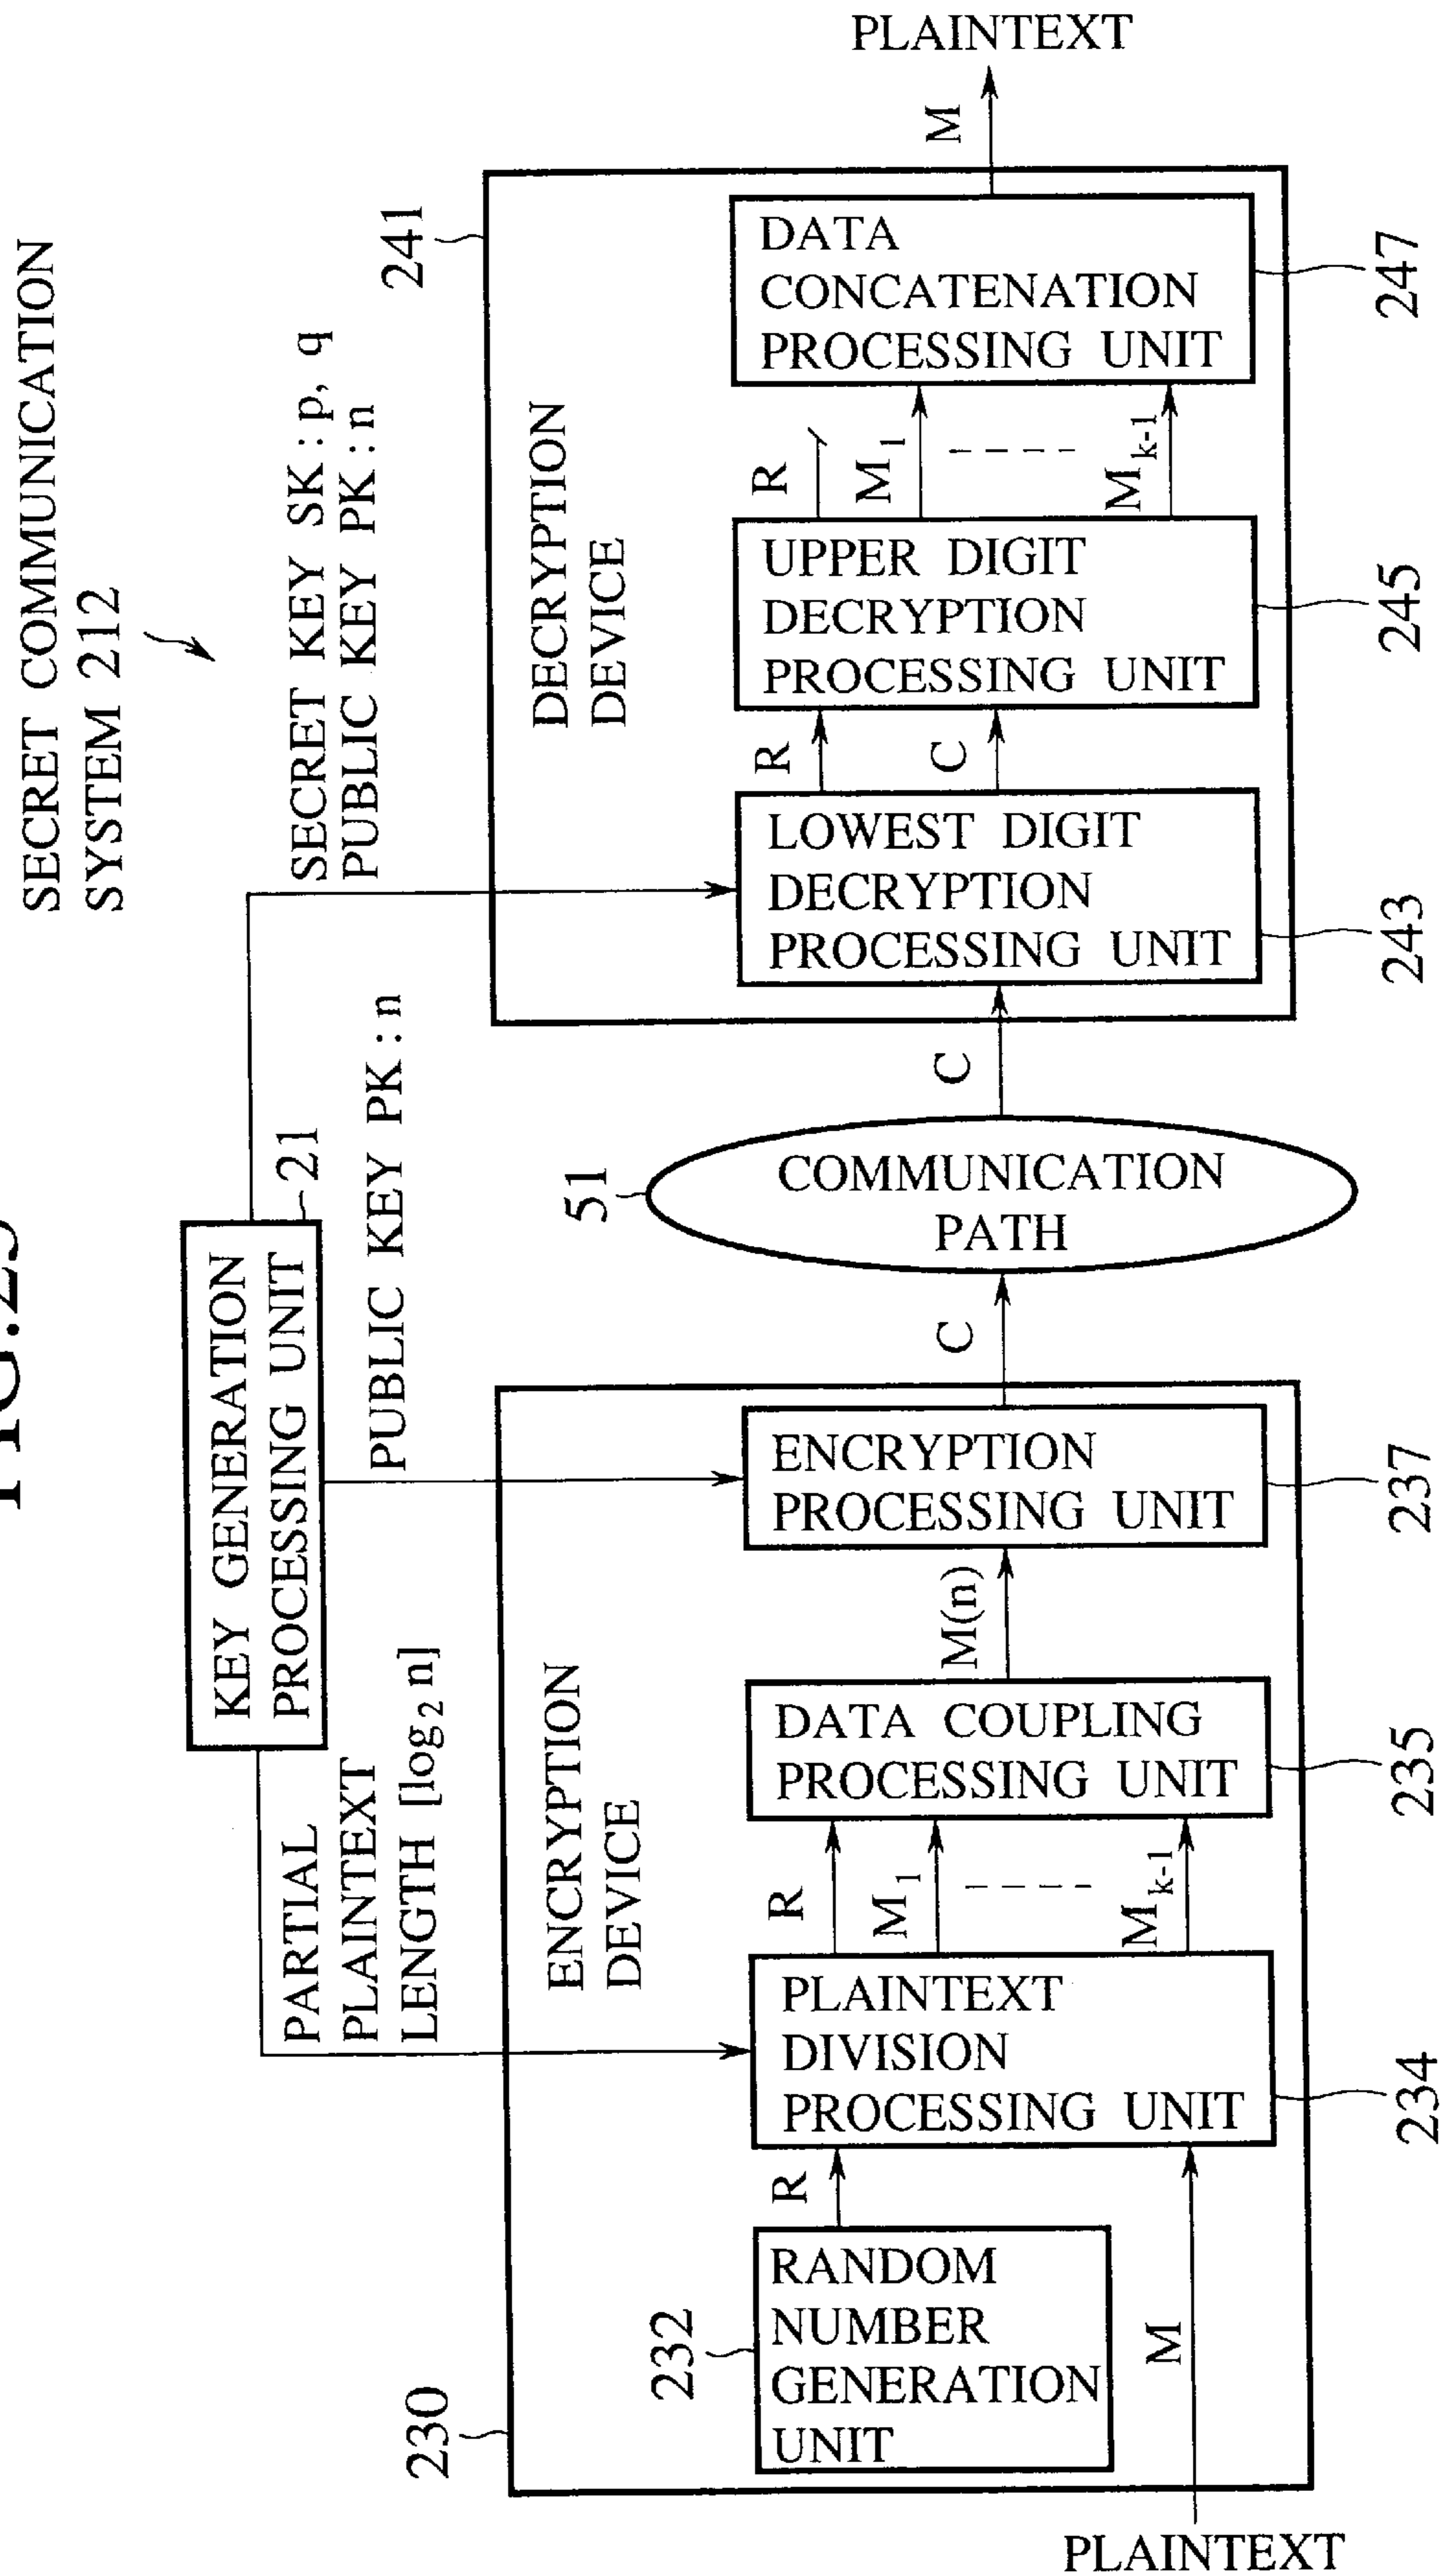 SECRET COMMUNICATION
SYSTEM 212
KEY GENERATION
PROCESSING UNIT
21
PARTIAL
PLAINTEXT
LENGTH [log₂ n]
PUBLIC KEY PK : n
SECRET KEY SK : p, q
PUBLIC KEY PK : n
230
ENCRYPTION
DEVICE
232
RANDOM
NUMBER
GENERATION
UNIT
R
M
PLAINTEXT
PLAINTEXT
DIVISION
PROCESSING UNIT
234
R
M₁
Mₖ₋₁
DATA COUPLING
PROCESSING UNIT
235
M(n)
ENCRYPTION
PROCESSING UNIT
237
C
51
COMMUNICATION
PATH
C
241
DECRYPTION
DEVICE
LOWEST DIGIT
DECRYPTION
PROCESSING UNIT
243
R
C
UPPER DIGIT
DECRYPTION
PROCESSING UNIT
245
R
M₁
Mₖ₋₁
DATA
CONCATENATION
PROCESSING UNIT
247
M
PLAINTEXT